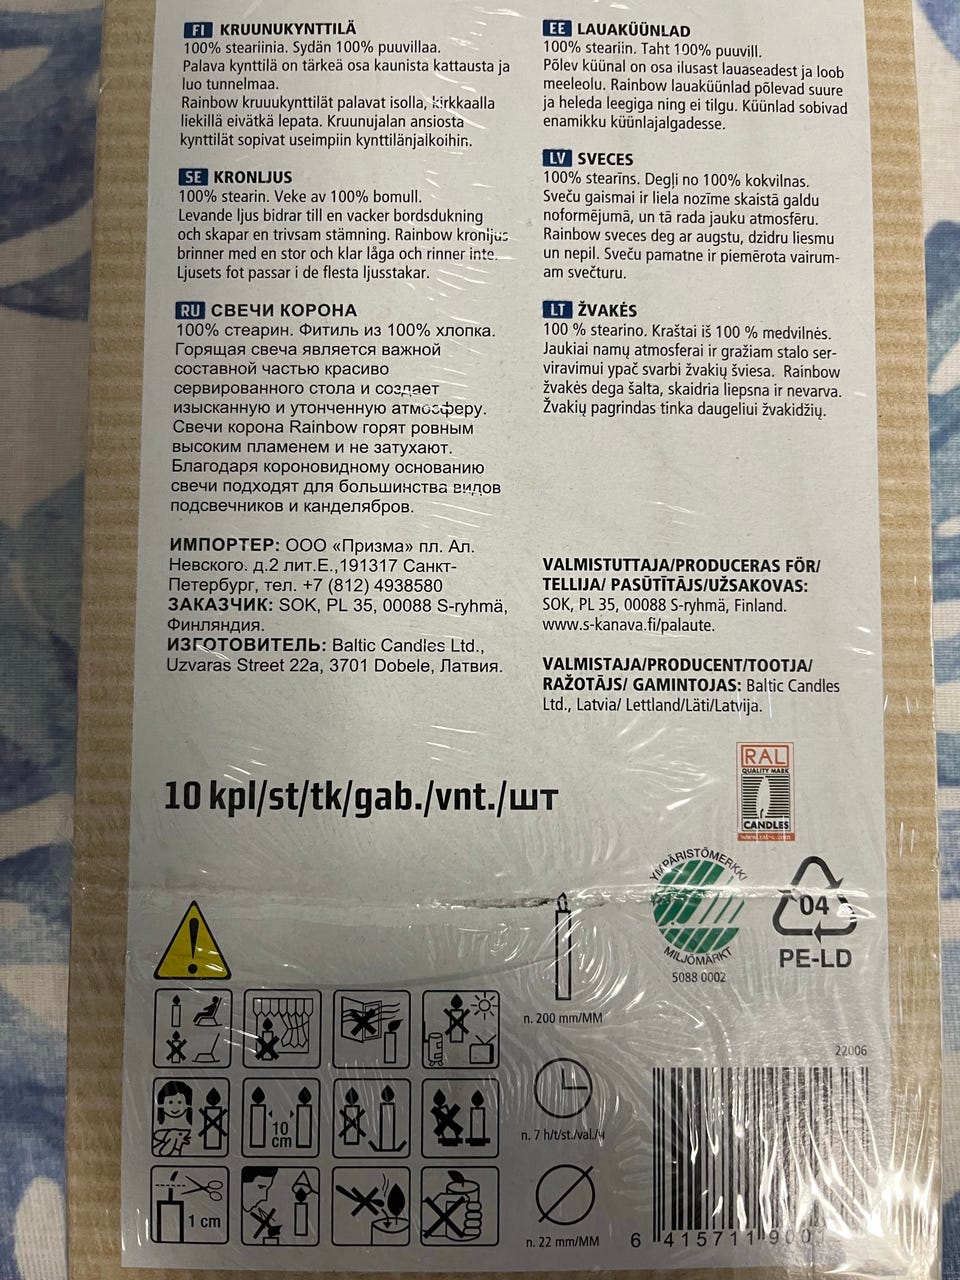 FI KRUUNUKYNTTILÄ
100% steariinia. Sydän 100% puuvillaa.
Palava kynttilä on tärkeä osa kaunista kattausta ja
luo tunnelmaa.
Rainbow kruuukynttilät palavat isolla, kirkkaalla
liekillä eivätkä lepata. Kruunujalan ansiosta
kynttilät sopivat useimpiin kynttilänjalkoihin.
SE KRONLJUS
100% stearin. Veke av 100% bomull.
Levande ljus bidrar till en vacker bordsdukning
och skapar en trivsam stämning. Rainbow kronljus
brinner med en stor och klar låga och rinner inte.
Ljusets fot passar i de flesta ljusstakar.
RU СВЕЧИ КОРОНА
100% стеарин. Фитиль из 100% хлопка.
Горящая свеча является важной
составной частью красиво
сервированного стола и создает
изысканную и утонченную атмосферу.
Свечи корона Rainbow горят ровным
высоким пламенем и не затухают.
Благодаря короновидному основанию
свечи подходят для большинства видов
подсвечников и канделябров.
ИМПОРТЕР: ООО «Призма» пл. Ал.
Невского. д.2 лит.Е.,191317 Санкт-
Петербург, тел. +7 (812) 4938580
ЗАКАЗЧИК: SOK, PL 35, 00088 S-ryhmä,
Финляндия.
ИЗГОТОВИТЕЛЬ: Baltic Candles Ltd.,
Uzvaras Street 22a, 3701 Dobele, Латвия.
EE LAUAKÜÜNLAD
100% steariin. Taht 100% puuvill.
Põlev küünal on osa ilusast lauaseadest ja loob
meeleolu. Rainbow lauaküünlad põlevad suure
ja heleda leegiga ning ei tilgu. Küünlad sobivad
enamikku küünlajalgadesse.
LV SVECES
100% stearīns. Degļi no 100% kokvilnas.
Sveču gaismai ir liela nozīme skaistā galdu
noformējumā, un tā rada jauku atmosfēru.
Rainbow sveces deg ar augstu, dzidru liesmu
un nepil. Sveču pamatne ir piemērota vairum-
am svečturu.
LT ŽVAKĖS
100 % stearino. Kraštai iš 100 % medvilnės.
Jaukiai namų atmosferai ir gražiam stalo ser-
viravimui ypač svarbi žvakių šviesa. Rainbow
žvakės dega šalta, skaidria liepsna ir nevarva.
Žvakių pagrindas tinka daugeliui žvakidžių.
VALMISTUTTAJA/PRODUCERAS FÖR/
TELLIJA/ PASŪTĪTĀJS/UŽSAKOVAS:
SOK, PL 35, 00088 S-ryhmä, Finland.
www.s-kanava.fi/palaute.
VALMISTAJA/PRODUCENT/TOOTJA/
RAŽOTĀJS/ GAMINTOJAS: Baltic Candles
Ltd., Latvia/ Lettland/Läti/Latvija.
10 kpl/st/tk/gab./vnt./шт
RAL
QUALITY MARK
CANDLES
www.ral-c.com
YMPÄRISTÖMERKKI
MILJÖMÄRKT
5088 0002
04
PE-LD
n. 200 mm/MM
n. 7 h/t/st./val./
n. 22 mm/MM
10
cm
1 cm
22006
6 415711 900